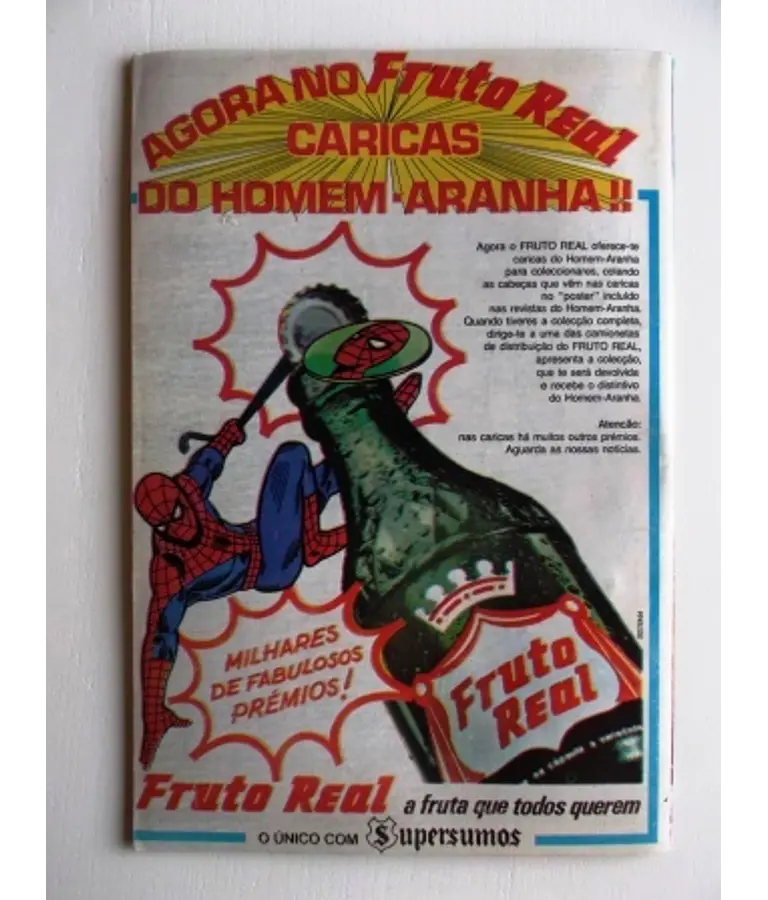 AGORA NO Fruto Real
CARICAS
DO HOMEM-ARANHA!!
Agora o FRUTO REAL oferece-te
caricas do Homem-Aranha
para coleccionares, colando
as cabeças que vêm nas caricas
no "poster" incluído
nas revistas do Homem-Aranha.
Quando tiveres a colecção completa,
dirige-te a uma das camionetas
de distribuição do FRUTO REAL,
apresenta a colecção,
que te será devolvida
e recebe o distintivo
do Homem-Aranha.
Atenção:
nas caricas há muitos outros prémios.
Aguarda as nossas notícias.
MILHARES
DE FABULOSOS
PRÉMIOS!
Fruto
REAL
na cápsula a variedade
Fruto REAL a fruta que todos querem
O ÚNICO COM Supersumos